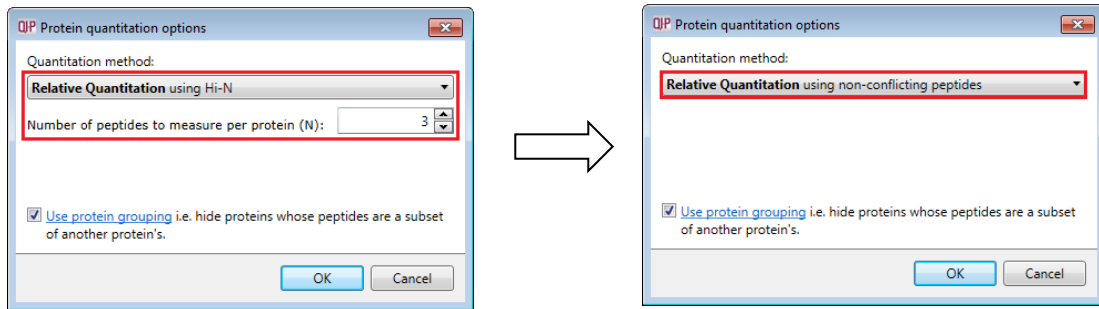 QIP Protein quantitation options
Quantitation method:
Relative Quantitation using Hi-N
Number of peptides to measure per protein (N): 3
Use protein grouping i.e. hide proteins whose peptides are a subset
of another protein's.
OK Cancel
QIP Protein quantitation options
Quantitation method:
Relative Quantitation using non-conflicting peptides
Use protein grouping i.e. hide proteins whose peptides are a subset
of another protein's.
OK Cancel